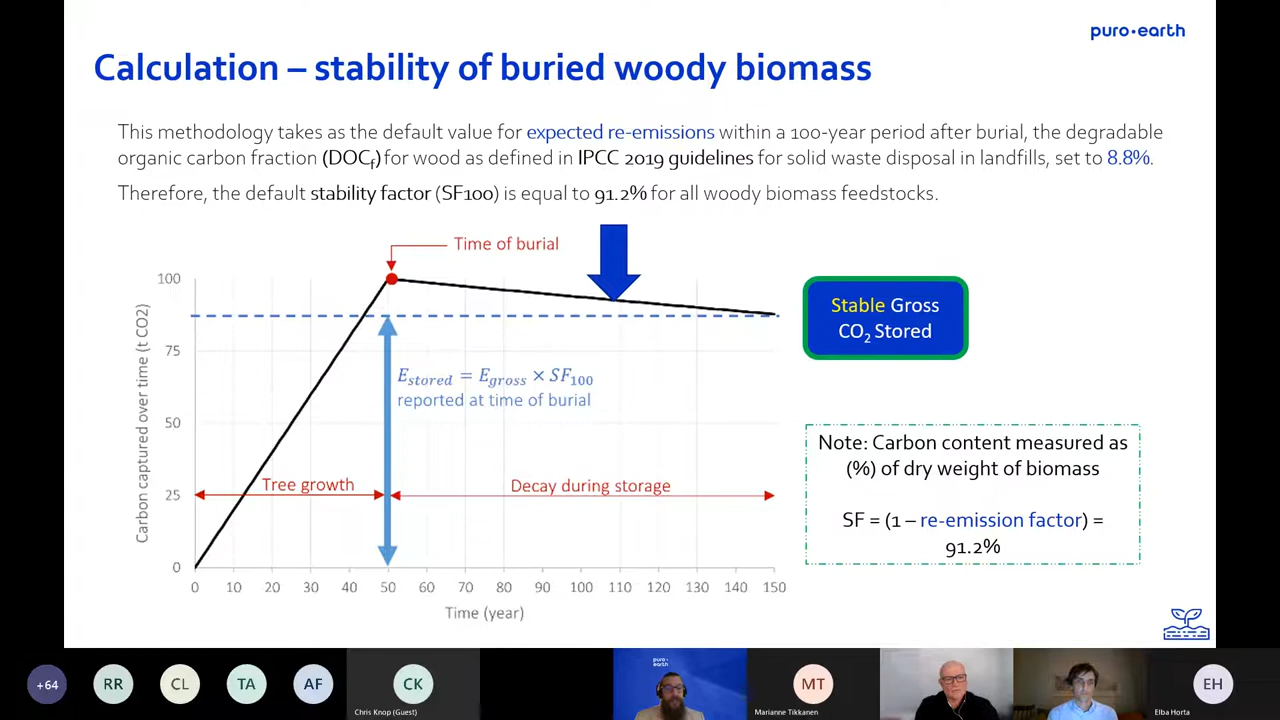 puro·earth
Calculation – stability of buried woody biomass
This methodology takes as the default value for expected re-emissions within a 100-year period after burial, the degradable
organic carbon fraction (DOCf) for wood as defined in IPCC 2019 guidelines for solid waste disposal in landfills, set to 8.8%.
Therefore, the default stability factor (SF100) is equal to 91.2% for all woody biomass feedstocks.
Time of burial
Carbon captured over time (t CO2)
100
75
50
25
0
Estored = Egross × SF100
reported at time of burial
Tree growth
Decay during storage
0 10 20 30 40 50 60 70 80 90 100 110 120 130 140 150
Time (year)
Stable Gross
CO2 Stored
Note: Carbon content measured as
(%) of dry weight of biomass
SF = (1 – re-emission factor) =
91.2%
+64
RR
CL
TA
AF
CK
Chris Knop (Guest)
puro·
earth
MT
Marianne Tikkanen
EH
Elba Horta